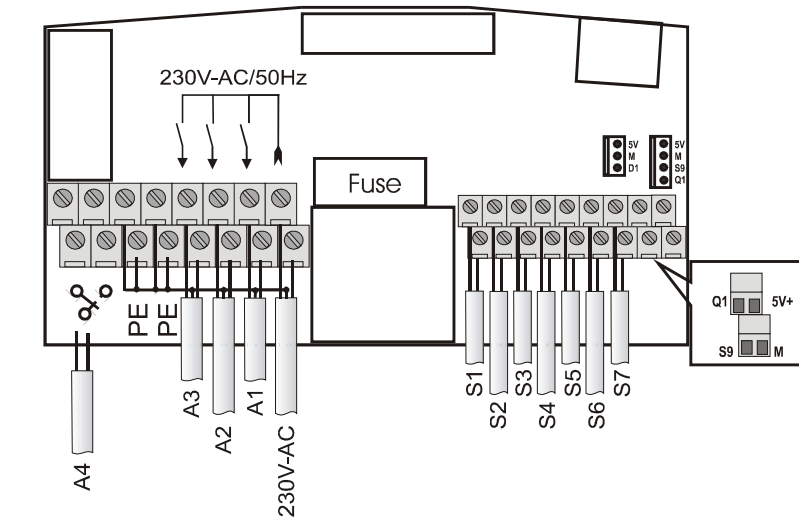 230V-AC/50Hz
5V
M
D1
5V
M
S9
Q1
Fuse
PE
PE
A3
A2
A1
230V-AC
A4
S1
S2
S3
S4
S5
S6
S7
Q1 5V+
S9 M